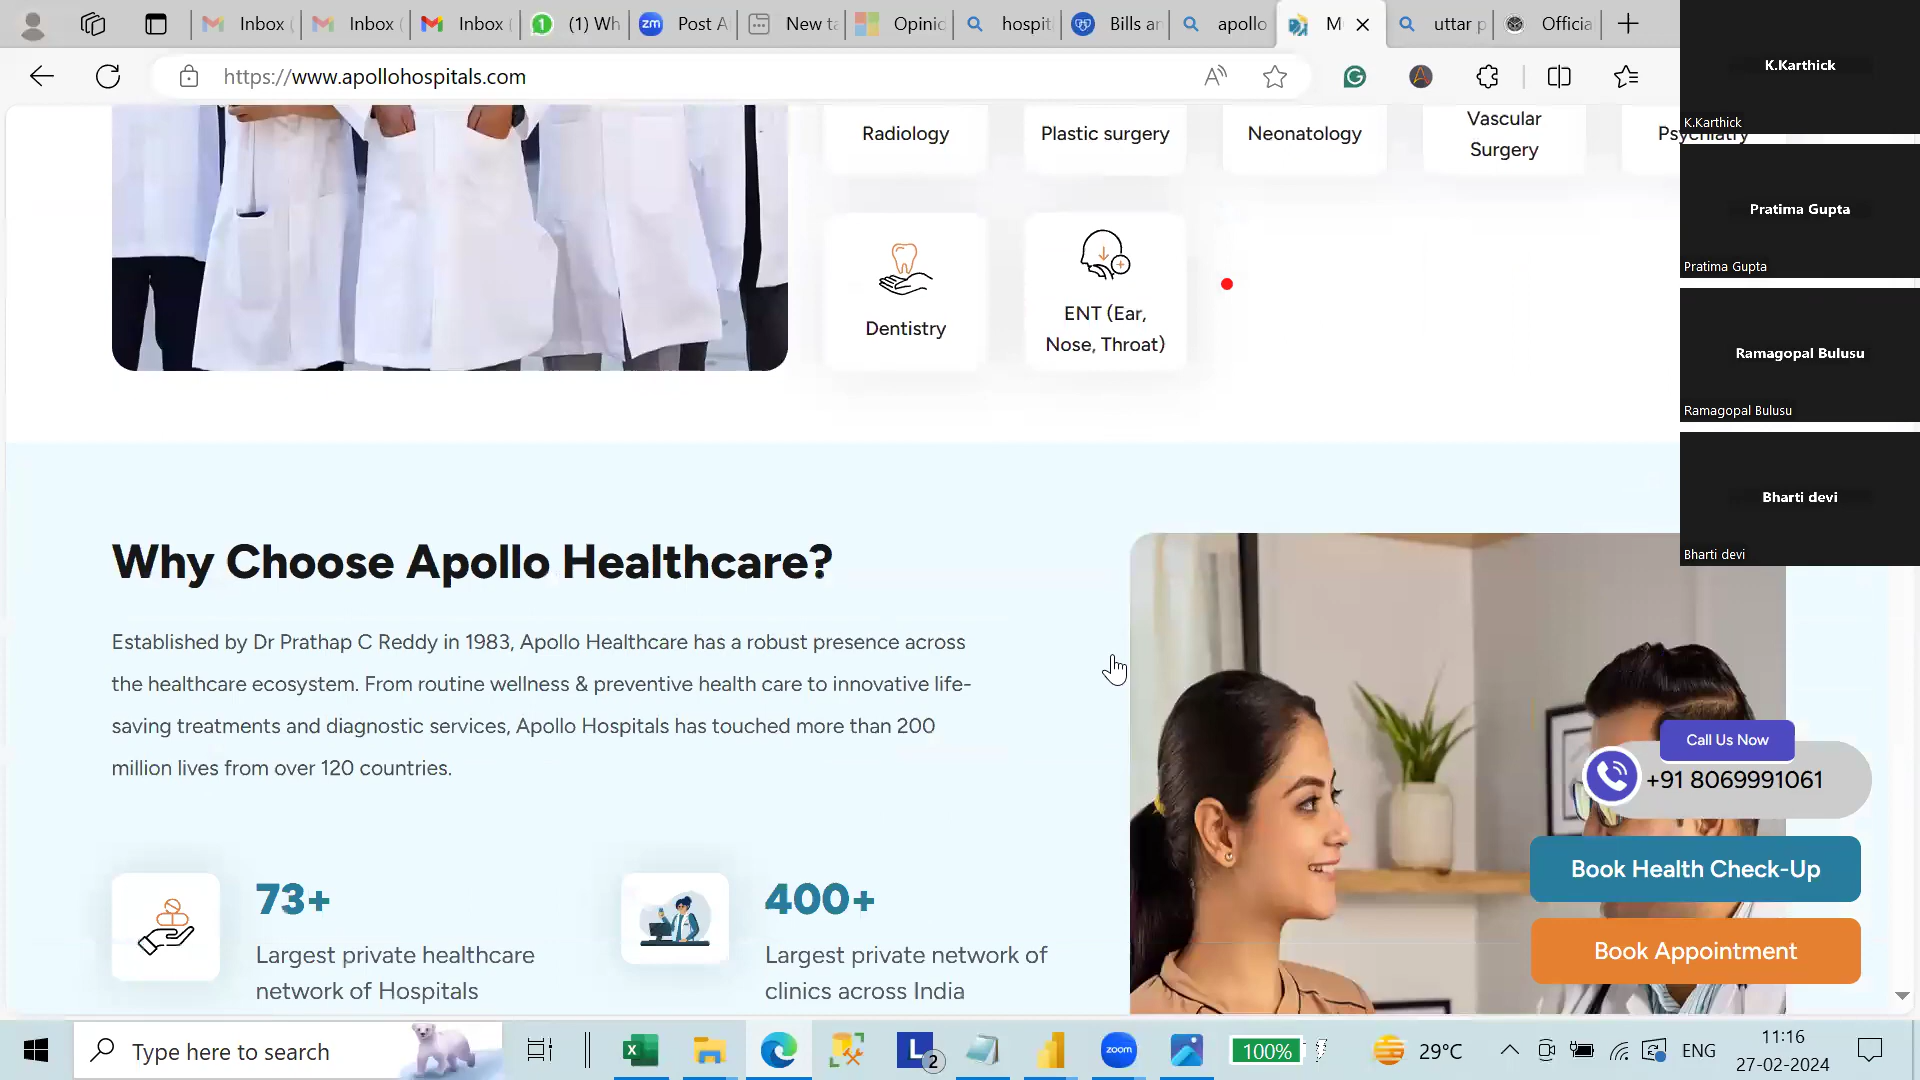 Inbox (
Inbox (
Inbox (
(1) Wh
Post A
New ta
Opinio
hospit
Bills an
apollo
M
uttar p
Officia
https://www.apollohospitals.com
K.Karthick
K.Karthick
Pratima Gupta
Pratima Gupta
Ramagopal Bulusu
Ramagopal Bulusu
Bharti devi
Bharti devi
Radiology
Plastic surgery
Neonatology
Vascular
Surgery
Psychiatry
Dentistry
ENT (Ear,
Nose, Throat)
Why Choose Apollo Healthcare?
Established by Dr Prathap C Reddy in 1983, Apollo Healthcare has a robust presence across
the healthcare ecosystem. From routine wellness & preventive health care to innovative life-
saving treatments and diagnostic services, Apollo Hospitals has touched more than 200
million lives from over 120 countries.
73+
Largest private healthcare
network of Hospitals
400+
Largest private network of
clinics across India
Call Us Now
+91 8069991061
Book Health Check-Up
Book Appointment
Type here to search
L 2
zoom
100%
29°C
ENG
11:16
27-02-2024